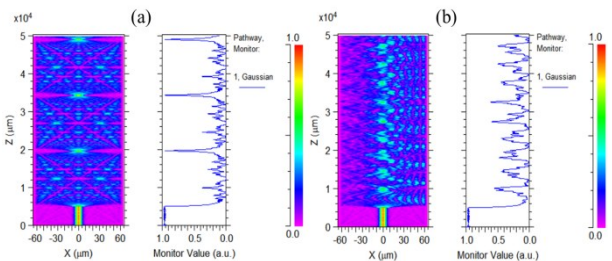 (a)
x10⁴
5
4
3
2
1
0
Z (μm)
-60 -30 0 30 60
X (μm)
1.0 0.5 0.0
Monitor Value (a.u.)
Pathway,
Monitor:
1, Gaussian
1.0
0.0
(b)
x10⁴
5
4
3
2
1
0
Z (μm)
-60 -30 0 30 60
X (μm)
1.0 0.5 0.0
Monitor Value (a.u.)
Pathway,
Monitor:
1, Gaussian
1.0
0.0